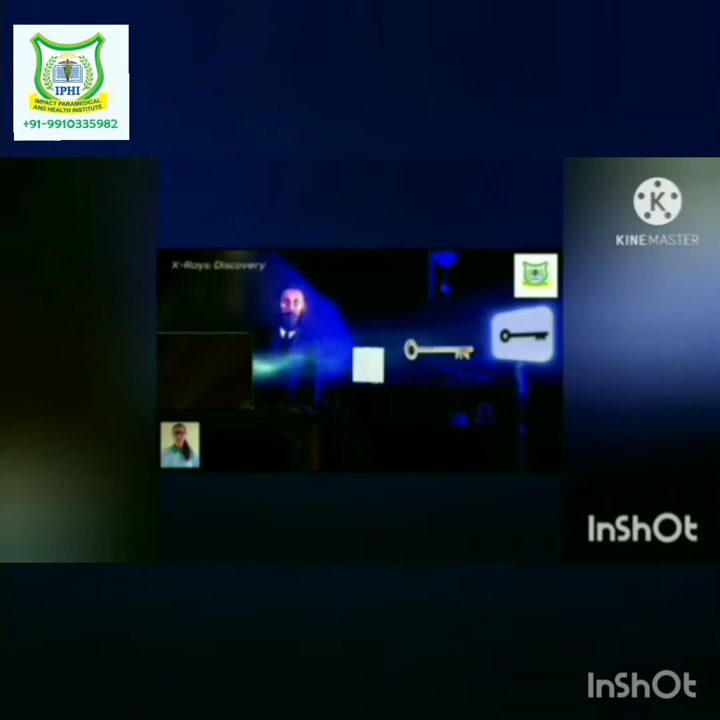 IPHI
IMPACT PARAMEDICAL
AND HEALTH INSTITUTE
+91-9910335982
K
KINEMASTER
X-Rays: Discovery
InShOt
InShOt